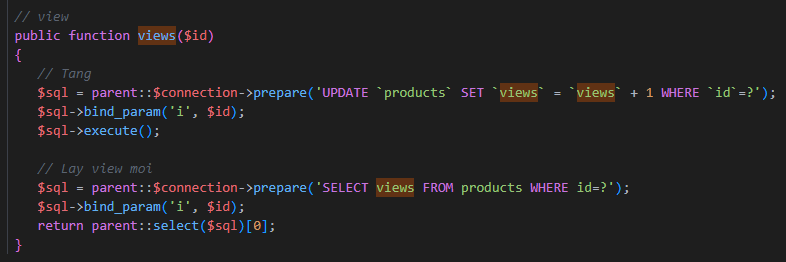 // view
public function views($id)
{
// Tang
$sql = parent::$connection->prepare('UPDATE `products` SET `views` = `views` + 1 WHERE `id`=?');
$sql->bind_param('i', $id);
$sql->execute();
// Lay view moi
$sql = parent::$connection->prepare('SELECT views FROM products WHERE id=?');
$sql->bind_param('i', $id);
return parent::select($sql)[0];
}